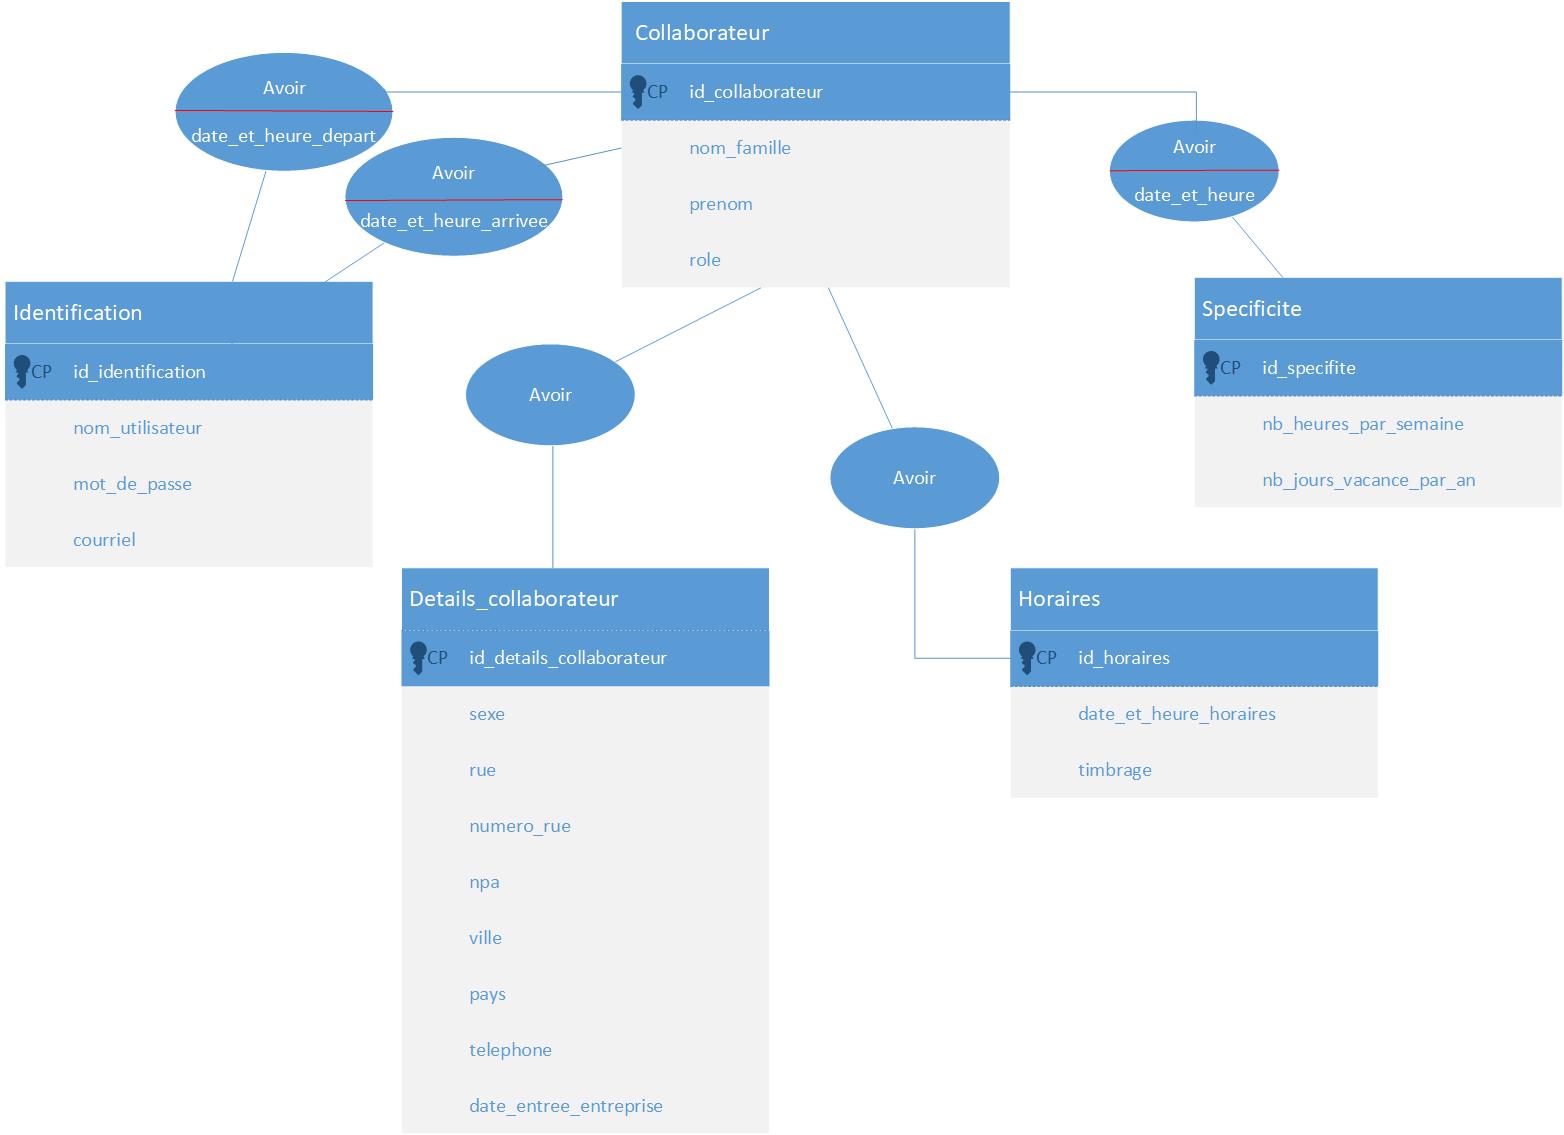 Collaborateur
CP id_collaborateur
nom_famille
prenom
role
Avoir
date_et_heure_depart
Avoir
date_et_heure_arrivee
Avoir
date_et_heure
Identification
CP id_identification
nom_utilisateur
mot_de_passe
courriel
Specificite
CP id_specifite
nb_heures_par_semaine
nb_jours_vacance_par_an
Avoir
Avoir
Details_collaborateur
CP id_details_collaborateur
sexe
rue
numero_rue
npa
ville
pays
telephone
date_entree_entreprise
Horaires
CP id_horaires
date_et_heure_horaires
timbrage